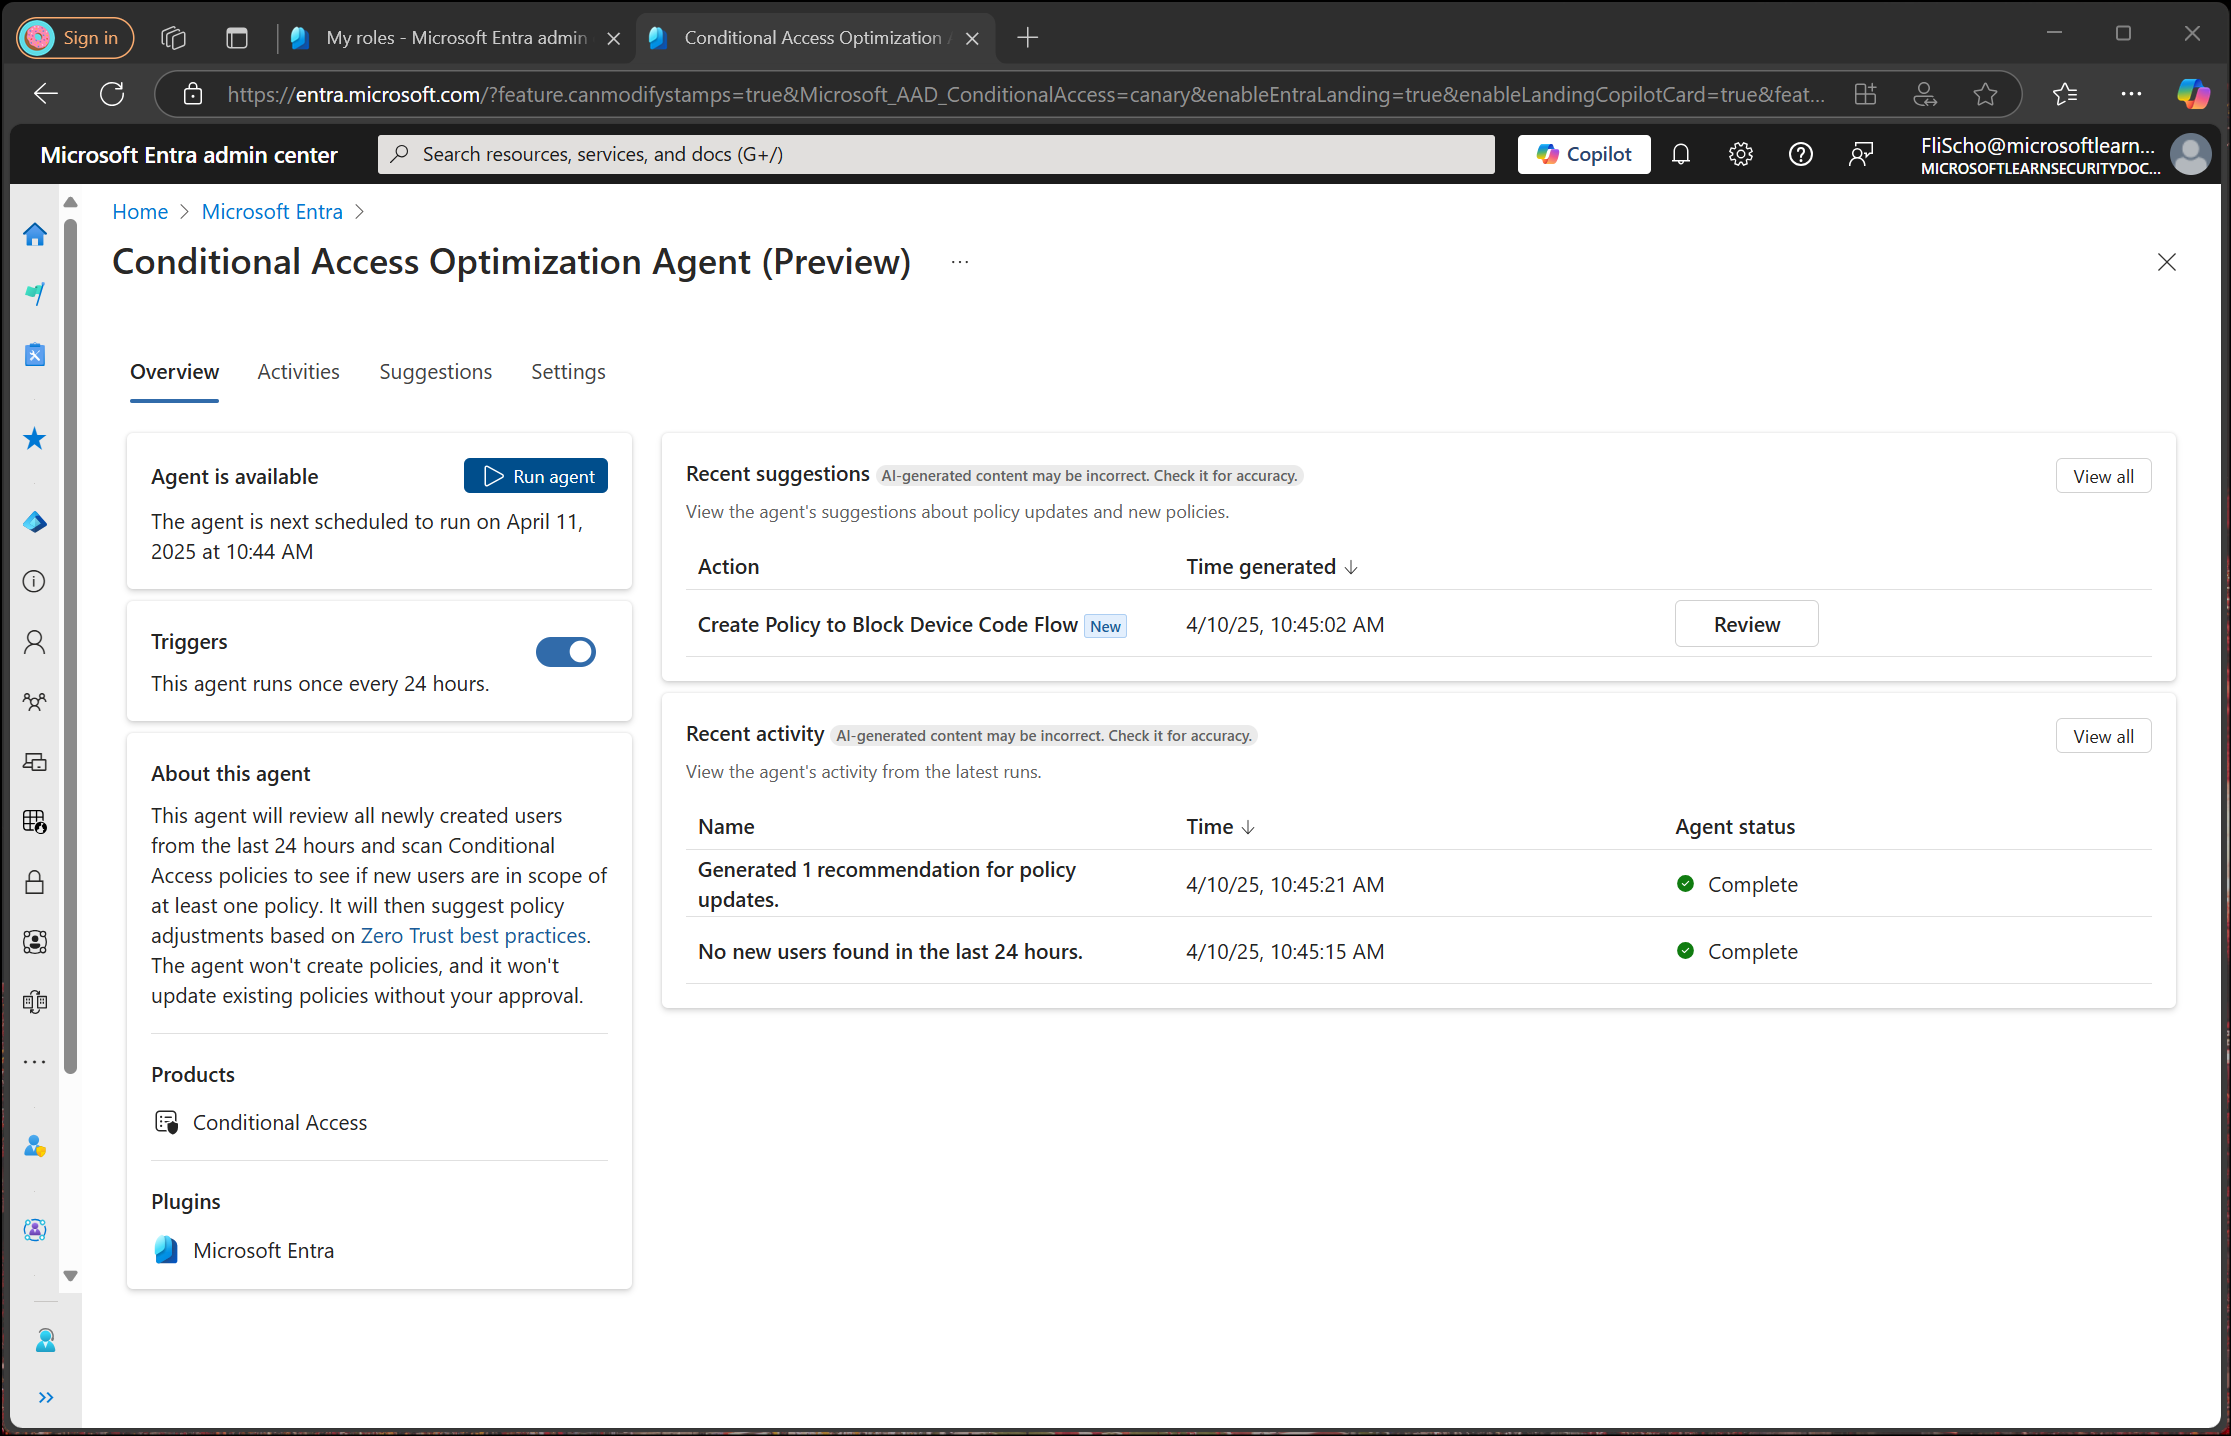 Sign in
My roles - Microsoft Entra admin
Conditional Access Optimization
https://entra.microsoft.com/?feature.canmodifystamps=true&Microsoft_AAD_ConditionalAccess=canary&enableEntraLanding=true&enableLandingCopilotCard=true&feat...
Microsoft Entra admin center
Search resources, services, and docs (G+/)
Copilot
FliScho@microsoftlearn...
MICROSOFTLEARNSECURITYDOC...
Home > Microsoft Entra >
Conditional Access Optimization Agent (Preview) ...
Overview
Activities
Suggestions
Settings
Agent is available
Run agent
The agent is next scheduled to run on April 11,
2025 at 10:44 AM
Triggers
This agent runs once every 24 hours.
About this agent
This agent will review all newly created users
from the last 24 hours and scan Conditional
Access policies to see if new users are in scope of
at least one policy. It will then suggest policy
adjustments based on Zero Trust best practices.
The agent won't create policies, and it won't
update existing policies without your approval.
Products
Conditional Access
Plugins
Microsoft Entra
Recent suggestions AI-generated content may be incorrect. Check it for accuracy.
View all
View the agent's suggestions about policy updates and new policies.
Action
Time generated ↓
Create Policy to Block Device Code Flow New
4/10/25, 10:45:02 AM
Review
Recent activity AI-generated content may be incorrect. Check it for accuracy.
View all
View the agent's activity from the latest runs.
Name
Time ↓
Agent status
Generated 1 recommendation for policy
updates.
4/10/25, 10:45:21 AM
Complete
No new users found in the last 24 hours.
4/10/25, 10:45:15 AM
Complete